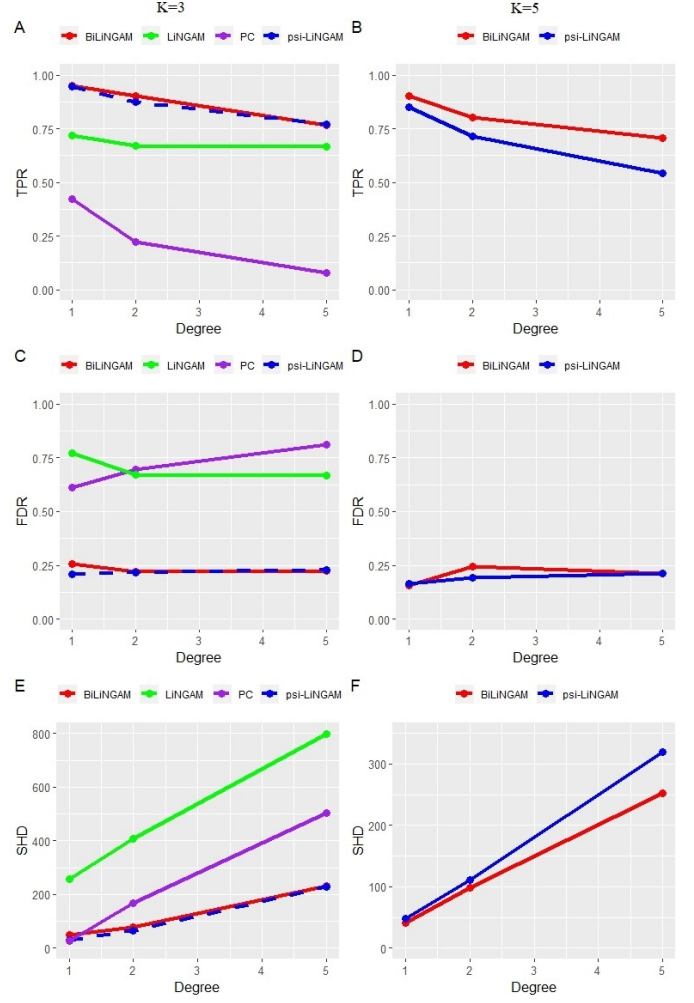 K=3
K=5
A
BiLiNGAM LiNGAM PC psi-LiNGAM
1.00
0.75
0.50
0.25
0.00
TPR
1 2 3 4 5
Degree
B
BiLiNGAM psi-LiNGAM
1.00
0.75
0.50
0.25
0.00
TPR
1 2 3 4 5
Degree
C
BiLiNGAM LiNGAM PC psi-LiNGAM
1.00
0.75
0.50
0.25
0.00
FDR
1 2 3 4 5
Degree
D
BiLiNGAM psi-LiNGAM
1.00
0.75
0.50
0.25
0.00
FDR
1 2 3 4 5
Degree
E
BiLiNGAM LiNGAM PC psi-LiNGAM
800
600
400
200
0
SHD
1 2 3 4 5
Degree
F
BiLiNGAM psi-LiNGAM
300
200
100
0
SHD
1 2 3 4 5
Degree